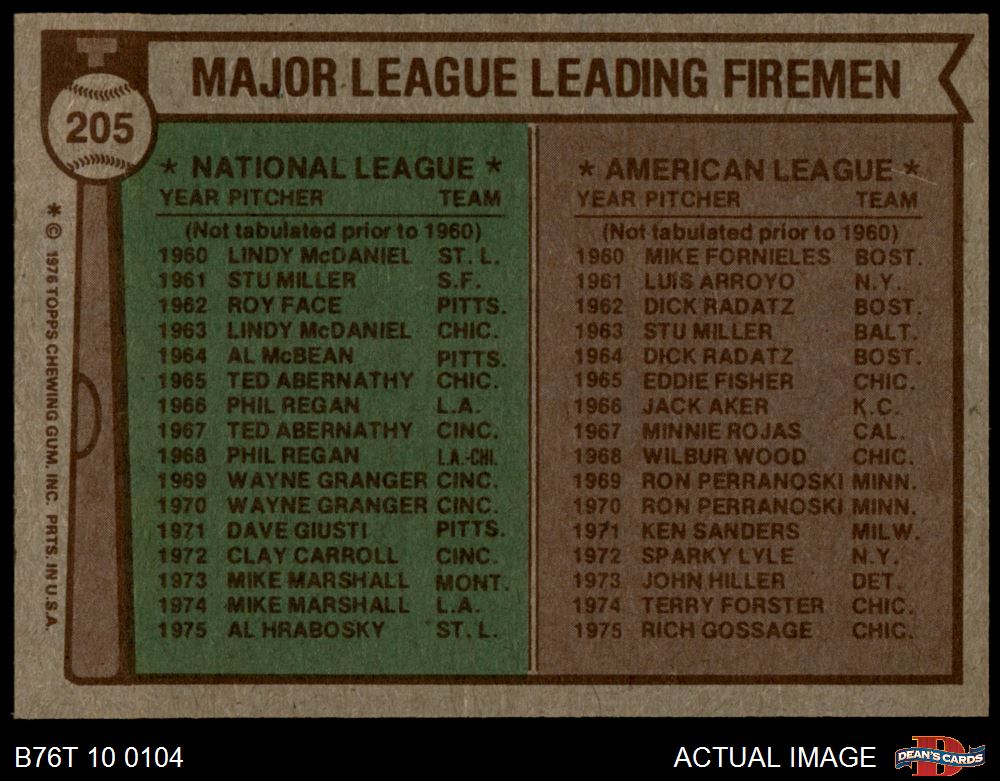 MAJOR LEAGUE LEADING FIREMEN
205
* NATIONAL LEAGUE *
YEAR PITCHER TEAM
(Not tabulated prior to 1960)
1960 LINDY McDANIEL ST. L.
1961 STU MILLER S.F.
1962 ROY FACE PITTS.
1963 LINDY McDANIEL CHIC.
1964 AL McBEAN PITTS.
1965 TED ABERNATHY CHIC.
1966 PHIL REGAN L.A.
1967 TED ABERNATHY CINC.
1968 PHIL REGAN L.A.-CHI.
1969 WAYNE GRANGER CINC.
1970 WAYNE GRANGER CINC.
1971 DAVE GIUSTI PITTS.
1972 CLAY CARROLL CINC.
1973 MIKE MARSHALL MONT.
1974 MIKE MARSHALL L.A.
1975 AL HRABOSKY ST. L.
* AMERICAN LEAGUE *
YEAR PITCHER TEAM
(Not tabulated prior to 1960)
1960 MIKE FORNIELES BOST.
1961 LUIS ARROYO N.Y.
1962 DICK RADATZ BOST.
1963 STU MILLER BALT.
1964 DICK RADATZ BOST.
1965 EDDIE FISHER CHIC.
1966 JACK AKER K.C.
1967 MINNIE ROJAS CAL.
1968 WILBUR WOOD CHIC.
1969 RON PERRANOSKI MINN.
1970 RON PERRANOSKI MINN.
1971 KEN SANDERS MILW.
1972 SPARKY LYLE N.Y.
1973 JOHN HILLER DET.
1974 TERRY FORSTER CHIC.
1975 RICH GOSSAGE CHIC.
* © 1976 TOPPS CHEWING GUM, INC. PRTS. IN U.S.A.
B76T 10 0104
ACTUAL IMAGE
D
DEAN'S CARDS